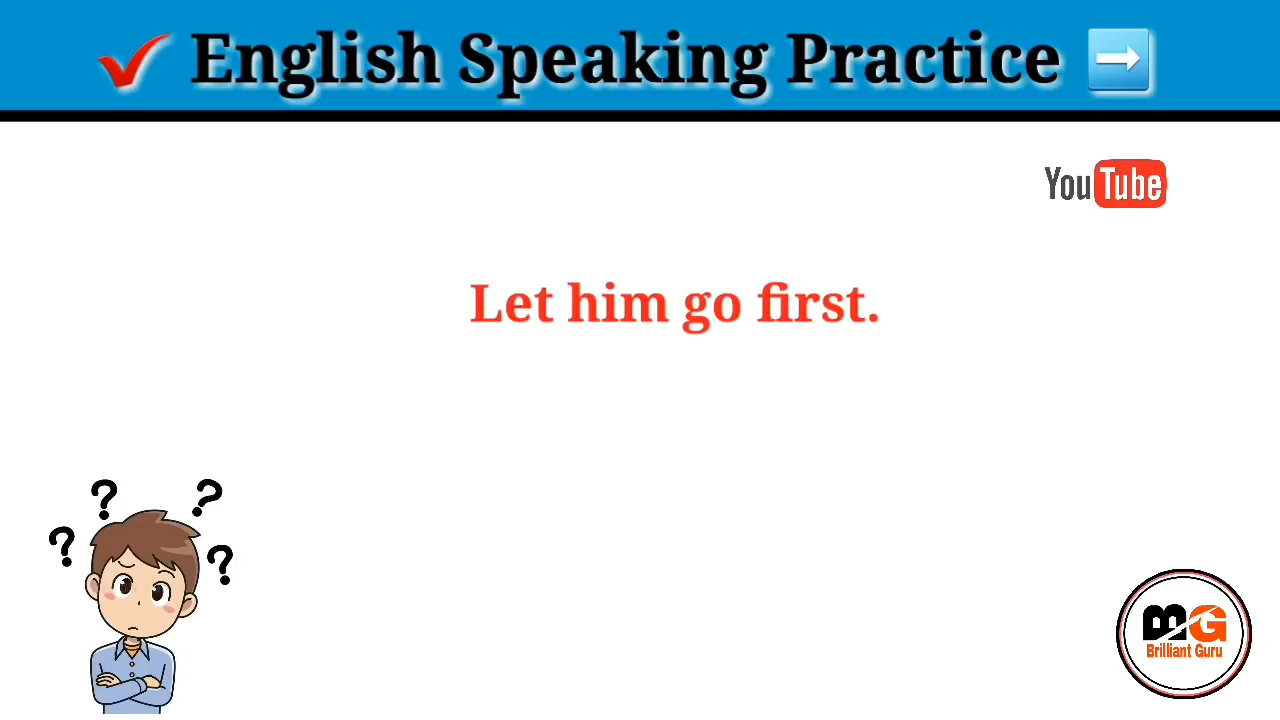 English Speaking Practice
YouTube
Let him go first.
? ? ? ?
BG
Brilliant Guru